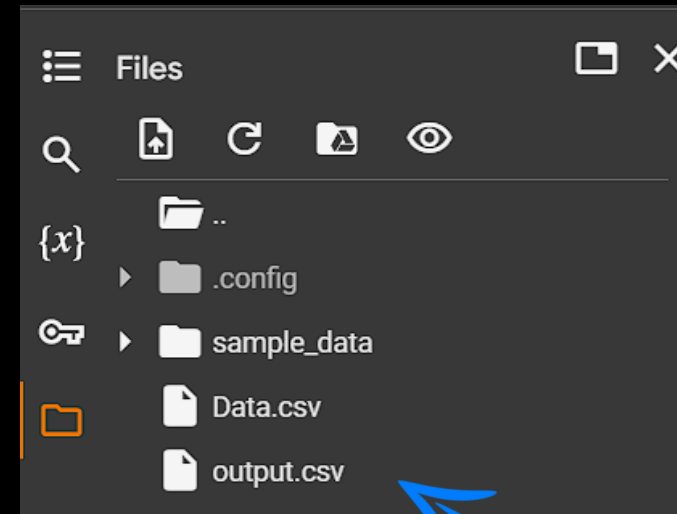 Files
..
{x}
.config
sample_data
Data.csv
output.csv